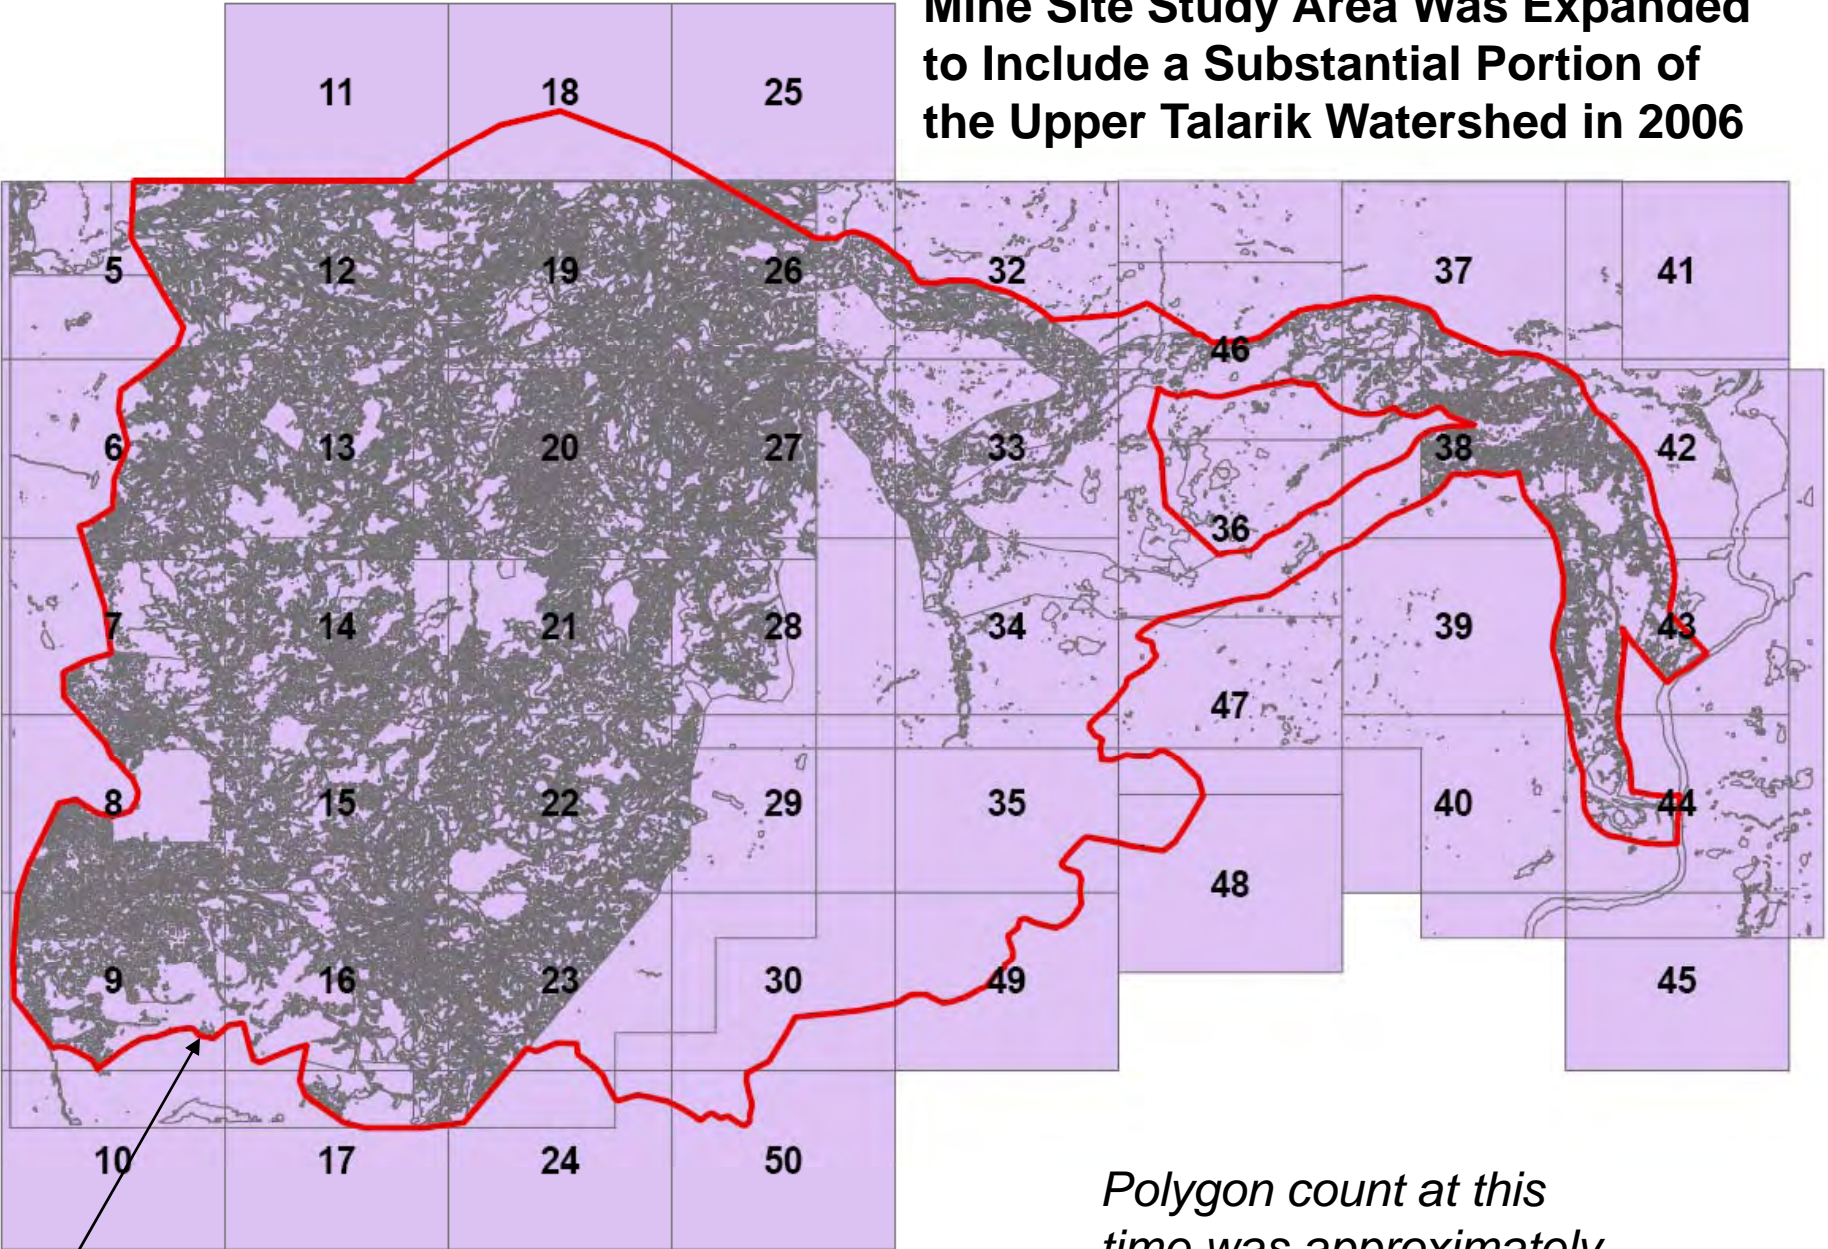 Mine Site Study Area Was Expanded
to Include a Substantial Portion of
the Upper Talarik Watershed in 2006
11 18 25
5 12 19 26 32 37 41
46
6 13 20 27 33 38 42
36
7 14 21 28 34 39 43
47
8 15 22 29 35 40 44
48
9 16 23 30 49 45
10 17 24 50
Polygon count at this
time was approximately